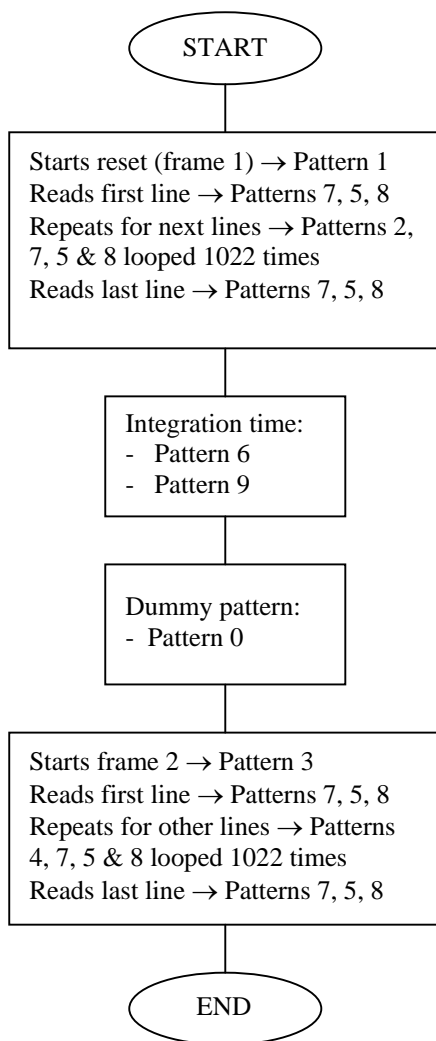 START
Starts reset (frame 1) → Pattern 1
Reads first line → Patterns 7, 5, 8
Repeats for next lines → Patterns 2,
7, 5 & 8 looped 1022 times
Reads last line → Patterns 7, 5, 8
Integration time:
- Pattern 6
- Pattern 9
Dummy pattern:
- Pattern 0
Starts frame 2 → Pattern 3
Reads first line → Patterns 7, 5, 8
Repeats for other lines → Patterns
4, 7, 5 & 8 looped 1022 times
Reads last line → Patterns 7, 5, 8
END